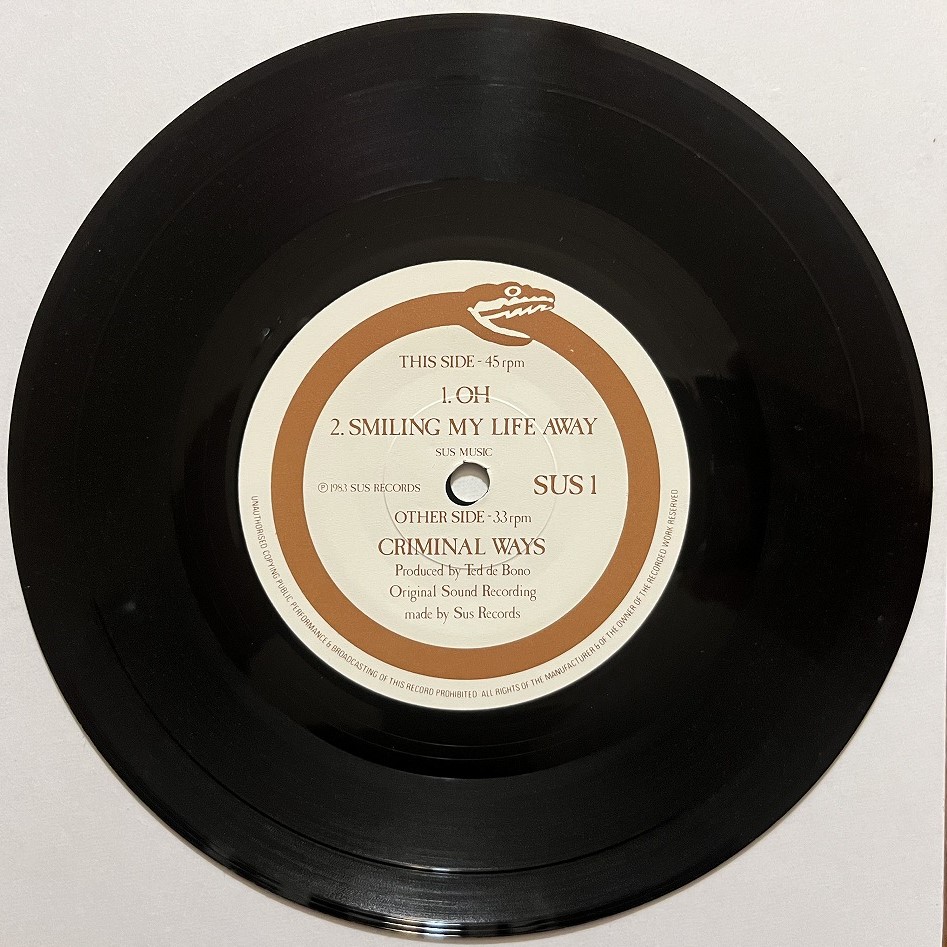 THIS SIDE - 45 rpm
1. OH
2. SMILING MY LIFE AWAY
SUS MUSIC
℗ 1983 SUS RECORDS
SUS 1
OTHER SIDE - 33 rpm
CRIMINAL WAYS
Produced by Ted de Bono
Original Sound Recording
made by Sus Records
UNAUTHORISED COPYING PUBLIC PERFORMANCE & BROADCASTING OF THIS RECORD PROHIBITED ALL RIGHTS OF THE MANUFACTURER & OF THE OWNER OF THE RECORDED WORK RESERVED